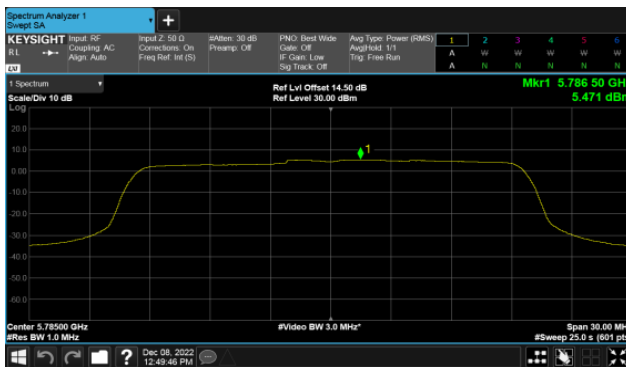 Spectrum Analyzer 1
Swept SA
+
KEYSIGHT Input: RF Input Z: 50 Ω #Atten: 30 dB PNO: Best Wide Avg Type: Power (RMS) 1 2 3 4 5 6
RL Coupling: AC Corrections: On Preamp: Off Gate: Off Avg|Hold: 1/1 A W W W W W
Align: Auto Freq Ref: Int (S) IF Gain: Low Trig: Free Run
LXI Sig Track: Off A N N N N N
1 Spectrum Ref Lvl Offset 14.50 dB Mkr1 5.786 50 GH
Scale/Div 10 dB Ref Level 30.00 dBm 5.471 dBr
Log
20.0
10.0
1
0.00
-10.0
-20.0
-30.0
-40.0
-50.0
-60.0
Center 5.78500 GHz #Video BW 3.0 MHz* Span 30.00 MH
#Res BW 1.0 MHz #Sweep 25.0 s (601 pts
? Dec 08, 2022
12:49:46 PM